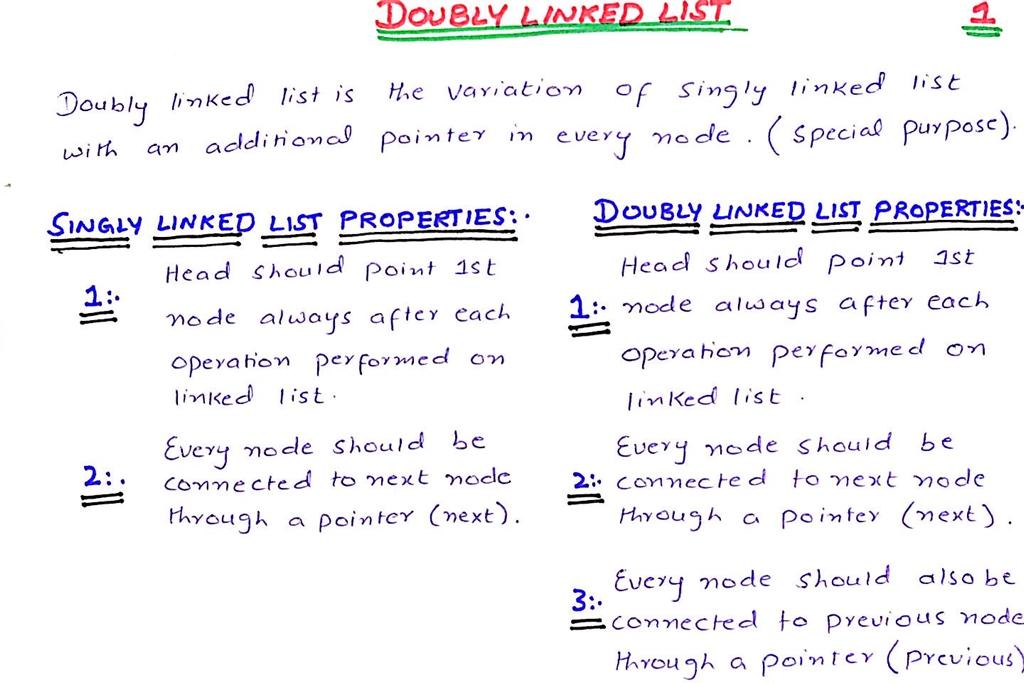 DOUBLY LINKED LIST
1
Doubly linked list is the variation of singly linked list
with an additional pointer in every node. (special purpose).
SINGLY LINKED LIST PROPERTIES:.
1:. Head should point 1st
node always after each
operation performed on
linked list.
2:. Every node should be
connected to next node
through a pointer (next).
DOUBLY LINKED LIST PROPERTIES:
1:. Head should point 1st
node always after each
operation performed on
linked list.
2:. Every node should be
connected to next node
through a pointer (next).
3:. Every node should also be
connected to previous node
through a pointer (previous)